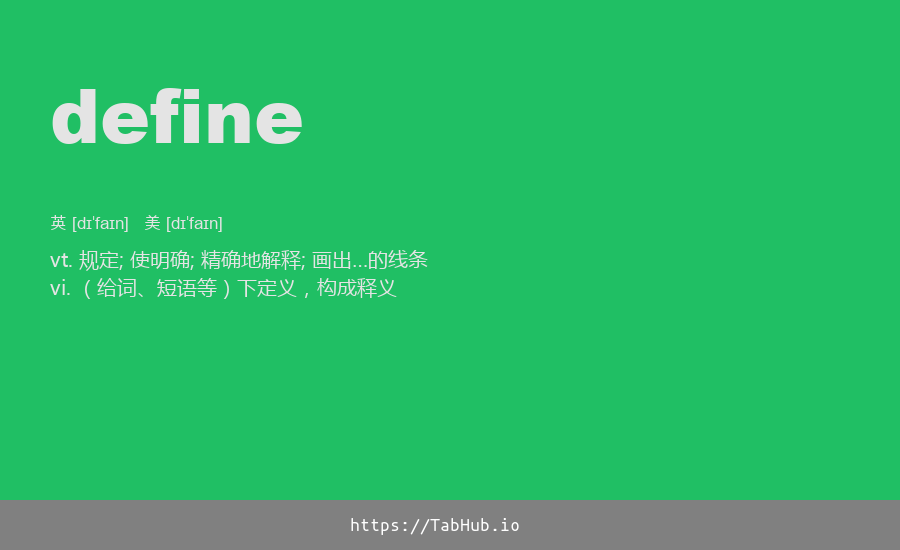 define
英 [dɪˈfaɪn] 美 [dɪˈfaɪn]
vt. 规定; 使明确; 精确地解释; 画出…的线条
vi. （给词、短语等）下定义，构成释义
https://TabHub.io